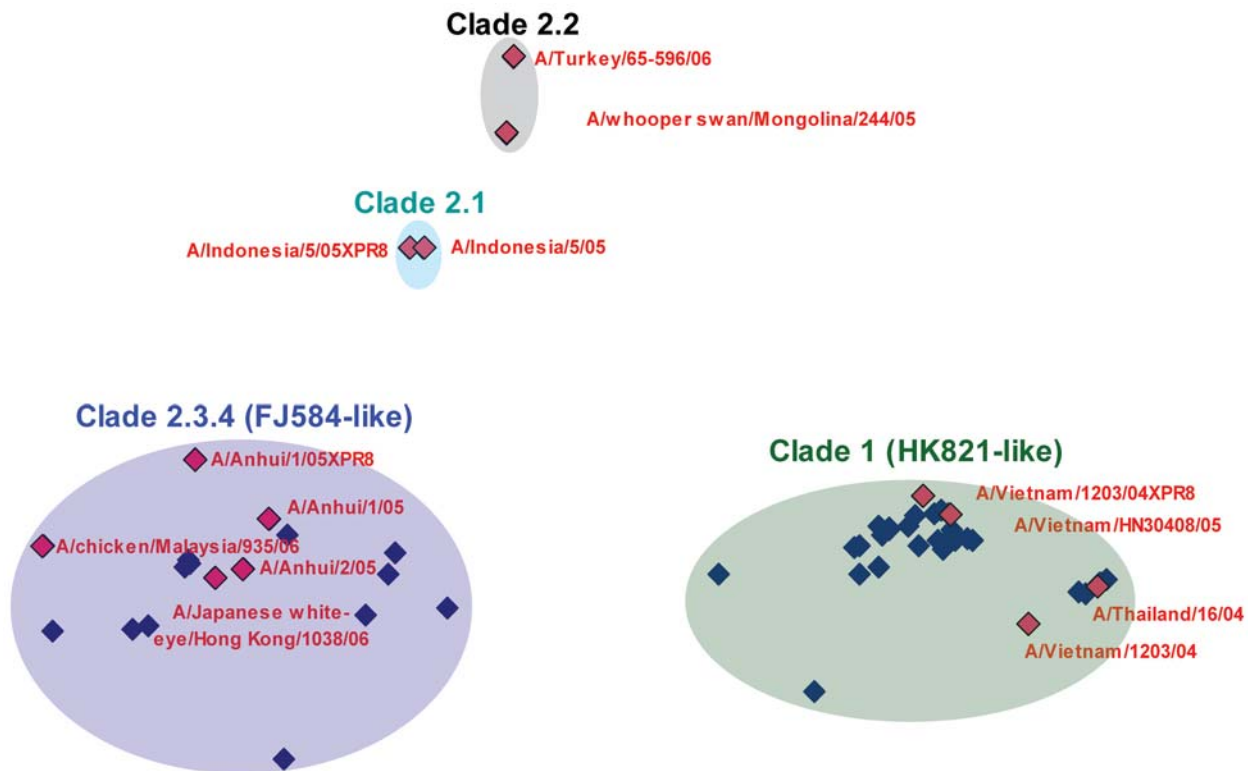 Clade 2.2
A/Turkey/65-596/06
A/whooper swan/Mongolina/244/05
Clade 2.1
A/Indonesia/5/05XPR8
A/Indonesia/5/05
Clade 2.3.4 (FJ584-like)
A/Anhui/1/05XPR8
A/Anhui/1/05
A/chicken/Malaysia/935/06
A/Anhui/2/05
A/Japanese white-
eye/Hong Kong/1038/06
Clade 1 (HK821-like)
A/Vietnam/1203/04XPR8
A/Vietnam/HN30408/05
A/Thailand/16/04
A/Vietnam/1203/04